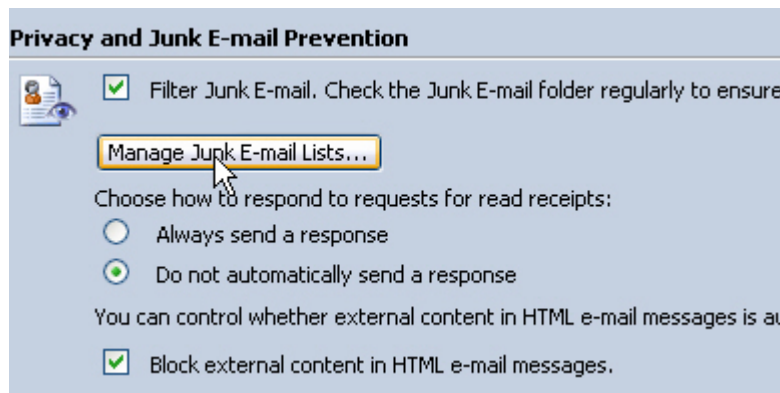 Privacy and Junk E-mail Prevention
Filter Junk E-mail. Check the Junk E-mail folder regularly to ensure
Manage Junk E-mail Lists...
Choose how to respond to requests for read receipts:
Always send a response
Do not automatically send a response
You can control whether external content in HTML e-mail messages is au
Block external content in HTML e-mail messages.